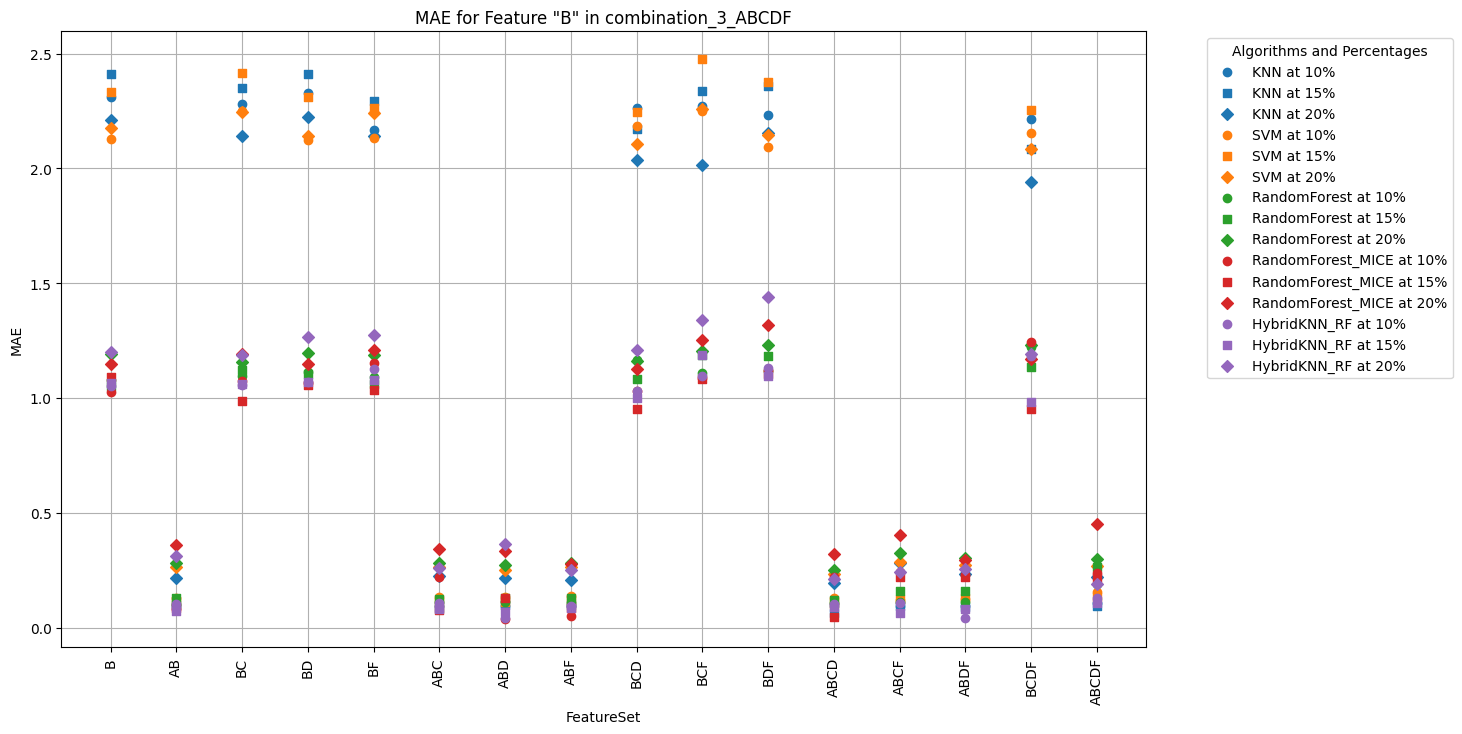 MAE for Feature "B" in combination_3_ABCDF
MAE
2.5
2.0
1.5
1.0
0.5
0.0
B
AB
BC
BD
BF
ABC
ABD
ABF
BCD
BCF
BDF
ABCD
ABCF
ABDF
BCDF
ABCDF
FeatureSet
Algorithms and Percentages
KNN at 10%
KNN at 15%
KNN at 20%
SVM at 10%
SVM at 15%
SVM at 20%
RandomForest at 10%
RandomForest at 15%
RandomForest at 20%
RandomForest_MICE at 10%
RandomForest_MICE at 15%
RandomForest_MICE at 20%
HybridKNN_RF at 10%
HybridKNN_RF at 15%
HybridKNN_RF at 20%